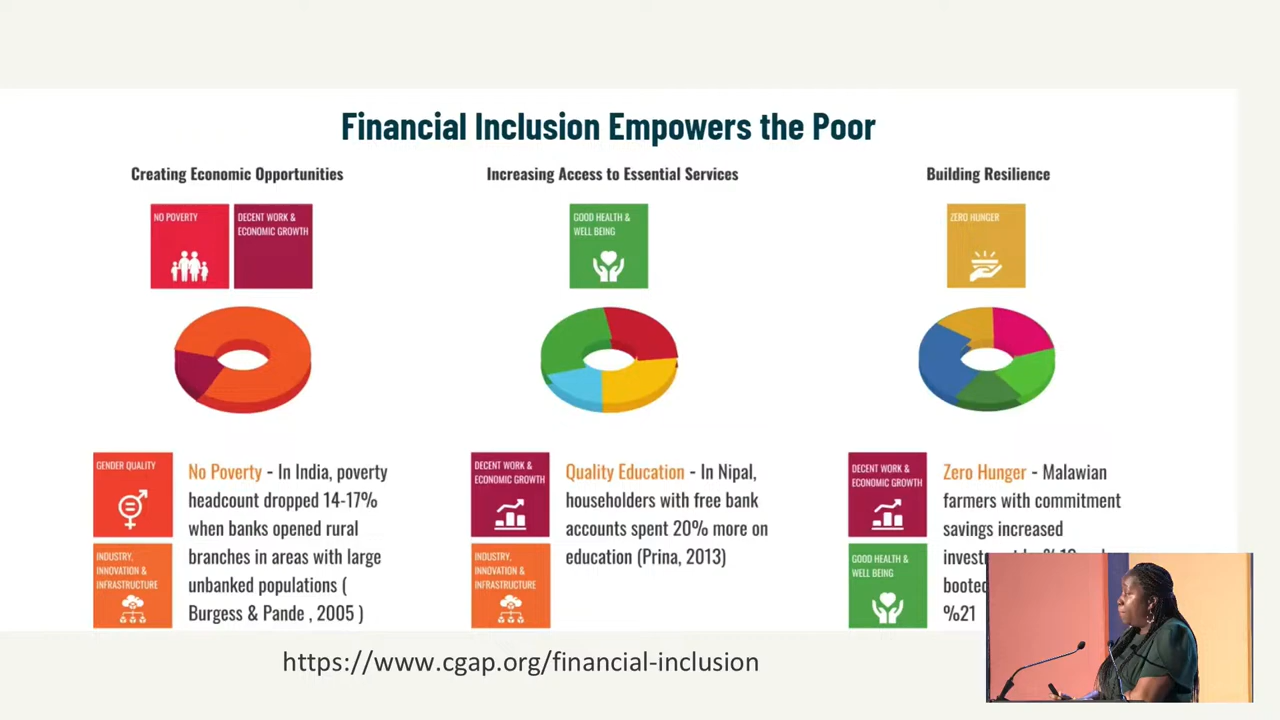 Financial Inclusion Empowers the Poor
Creating Economic Opportunities
NO POVERTY
DECENT WORK &
ECONOMIC GROWTH
GENDER QUALITY
INDUSTRY,
INNOVATION &
INFRASTRUCTURE
No Poverty - In India, poverty
headcount dropped 14-17%
when banks opened rural
branches in areas with large
unbanked populations (
Burgess & Pande , 2005 )
Increasing Access to Essential Services
GOOD HEALTH &
WELL BEING
DECENT WORK &
ECONOMIC GROWTH
INDUSTRY,
INNOVATION &
INFRASTRUCTURE
Quality Education - In Nipal,
householders with free bank
accounts spent 20% more on
education (Prina, 2013)
Building Resilience
ZERO HUNGER
DECENT WORK &
ECONOMIC GROWTH
GOOD HEALTH &
WELL BEING
Zero Hunger - Malawian
farmers with commitment
savings increased
%21
https://www.cgap.org/financial-inclusion